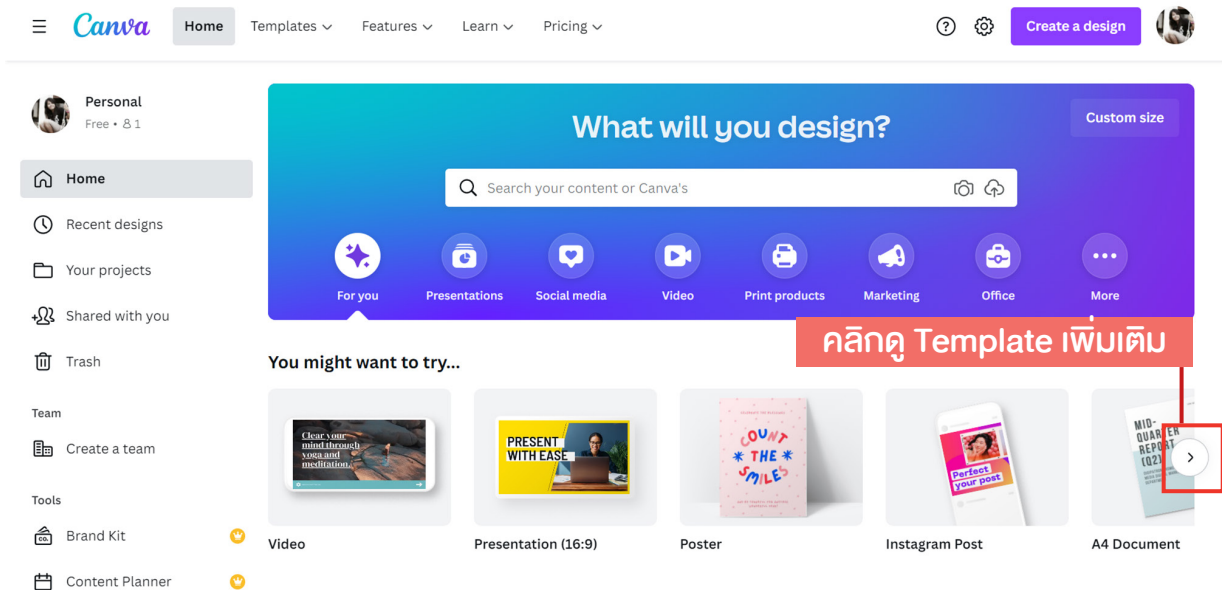 Canva
Home
Templates
Features
Learn
Pricing
Create a design
Personal
Free • 1
Home
Recent designs
Your projects
Shared with you
Trash
Team
Create a team
Tools
Brand Kit
Content Planner
What will you design?
Custom size
Search your content or Canva's
For you
Presentations
Social media
Video
Print products
Marketing
Office
More
คลิกดู Template เพิ่มเติม
You might want to try...
Clear your
mind through
yoga and
meditation.
PRESENT
WITH EASE
COUNT
* THE *
SMILES
Perfect
your post
MID-
QUARTER
REPORT
(Q2)
Video
Presentation (16:9)
Poster
Instagram Post
A4 Document